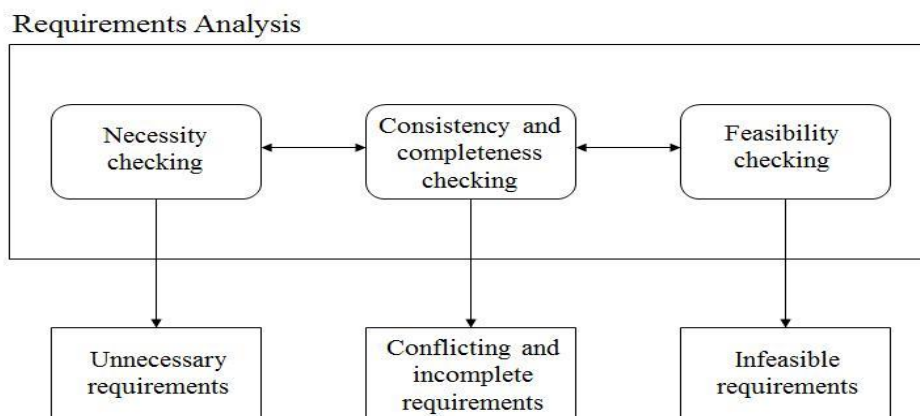 Requirements Analysis
Necessity
checking
Consistency and
completeness
checking
Feasibility
checking
Unnecessary
requirements
Conflicting and
incomplete
requirements
Infeasible
requirements